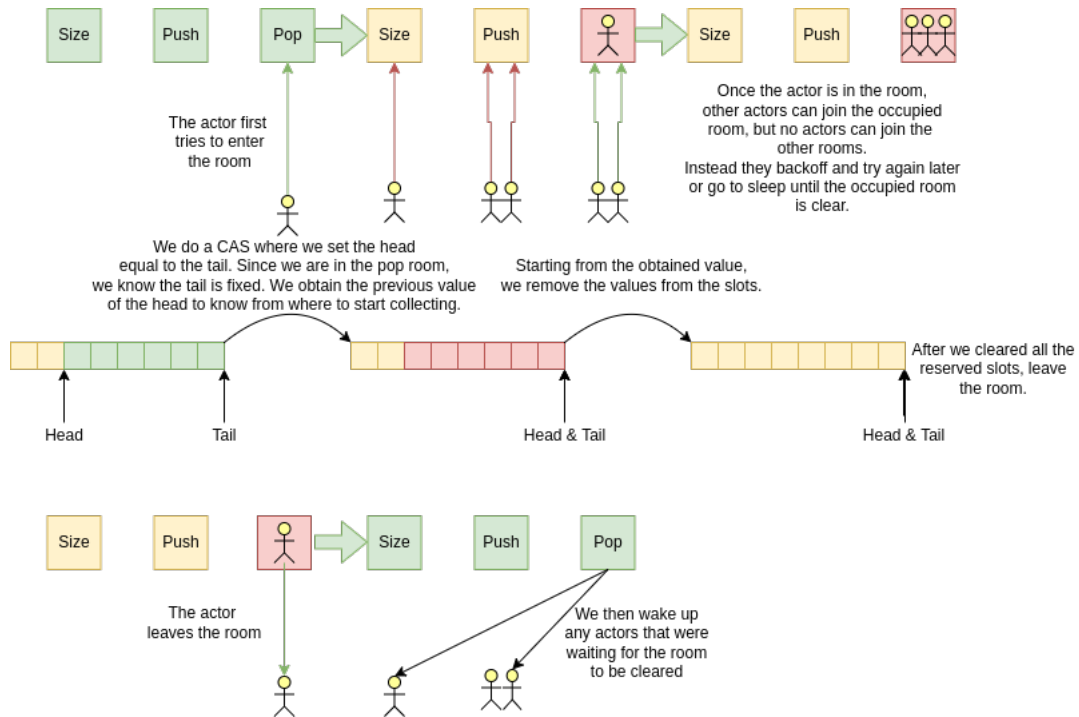 Size
Push
Pop
Size
Push
Size
Push
The actor first
tries to enter
the room
Once the actor is in the room,
other actors can join the occupied
room, but no actors can join the
other rooms.
Instead they backoff and try again later
or go to sleep until the occupied room
is clear.
We do a CAS where we set the head
equal to the tail. Since we are in the pop room,
we know the tail is fixed. We obtain the previous value
of the head to know from where to start collecting.
Starting from the obtained value,
we remove the values from the slots.
After we cleared all the
reserved slots, leave
the room.
Head
Tail
Head & Tail
Head & Tail
Size
Push
Size
Push
Pop
The actor
leaves the room
We then wake up
any actors that were
waiting for the room
to be cleared